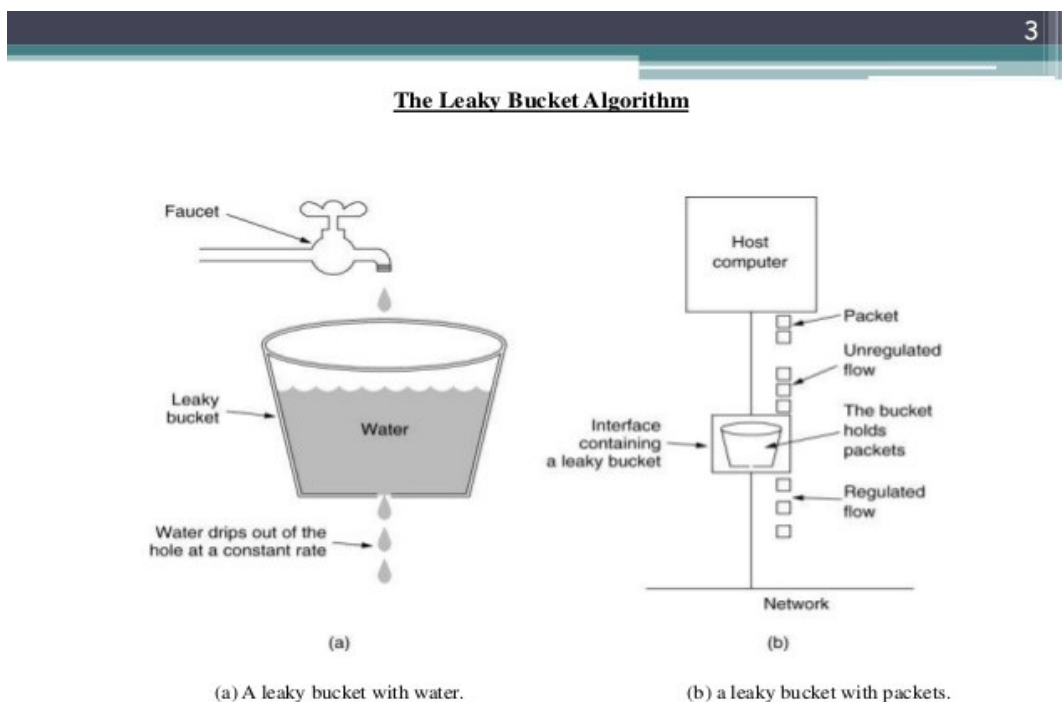 3
The Leaky Bucket Algorithm
Faucet
Leaky
bucket
Water
Water drips out of the
hole at a constant rate
(a)
Host
computer
Packet
Unregulated
flow
Interface
containing
a leaky bucket
The bucket
holds
packets
Regulated
flow
Network
(b)
(a) A leaky bucket with water.
(b) a leaky bucket with packets.